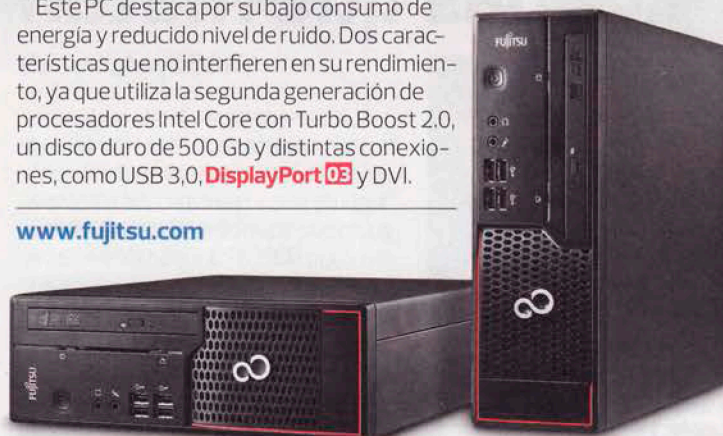 Este PC destaca por su bajo consumo de
energía y reducido nivel de ruido. Dos carac-
terísticas que no interfieren en su rendimien-
to, ya que utiliza la segunda generación de
procesadores Intel Core con Turbo Boost 2.0,
un disco duro de 500 Gb y distintas conexio-
nes, como USB 3,0, DisplayPort 03 y DVI.
www.fujitsu.com
FUJITSU
FUJITSU